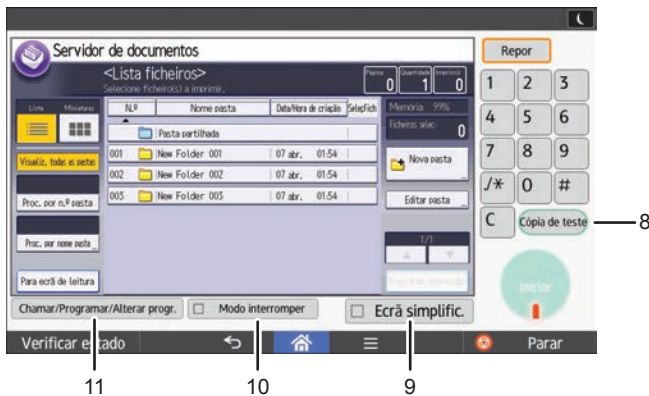 Servidor de documentos
Repor
<Lista ficheiros>
Selecione ficheiro(s) a imprimir.
Página
0
Quantidade
1
Imprimir
0
Lista
Miniaturas
N.º
Nome pasta
Data/Hora de criação
SelecFich
Memória 99%
Ficheiros selec
0
Pasta partilhada
001 New Folder 001 07 abr. 01:54
002 New Folder 002 07 abr. 01:54
003 New Folder 003 07 abr. 01:54
Visualiz. todas as pastas
Proc. por n.º pasta
Proc. por nome pasta
Para ecrã de leitura
Nova pasta
Editar pasta
1/1
1 2 3
4 5 6
7 8 9
./* 0 #
C Cópia de teste
8
Iniciar
Chamar/Programar/Alterar progr.
Modo interromper
Ecrã simplific.
Verificar estado
Parar
11
10
9